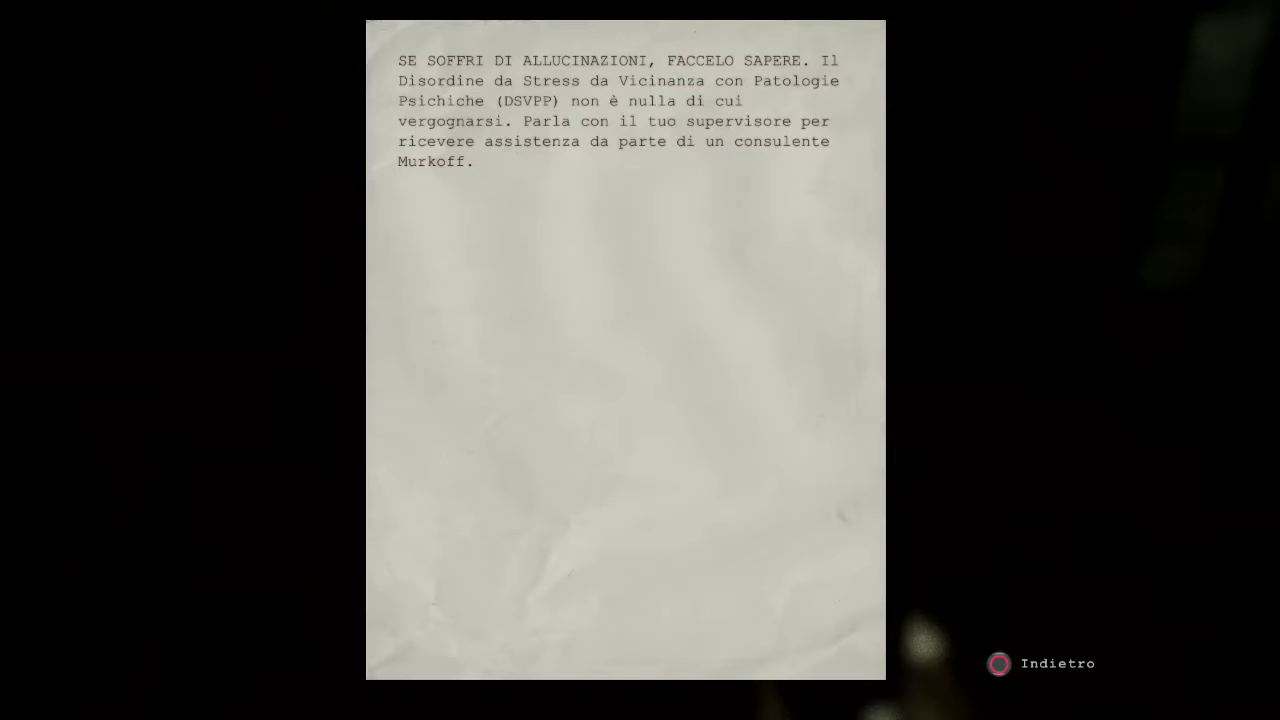 SE SOFFRI DI ALLUCINAZIONI, FACCELO SAPERE. Il
Disordine da Stress da Vicinanza con Patologie
Psichiche (DSVPP) non è nulla di cui
vergognarsi. Parla con il tuo supervisore per
ricevere assistenza da parte di un consulente
Murkoff.
Indietro